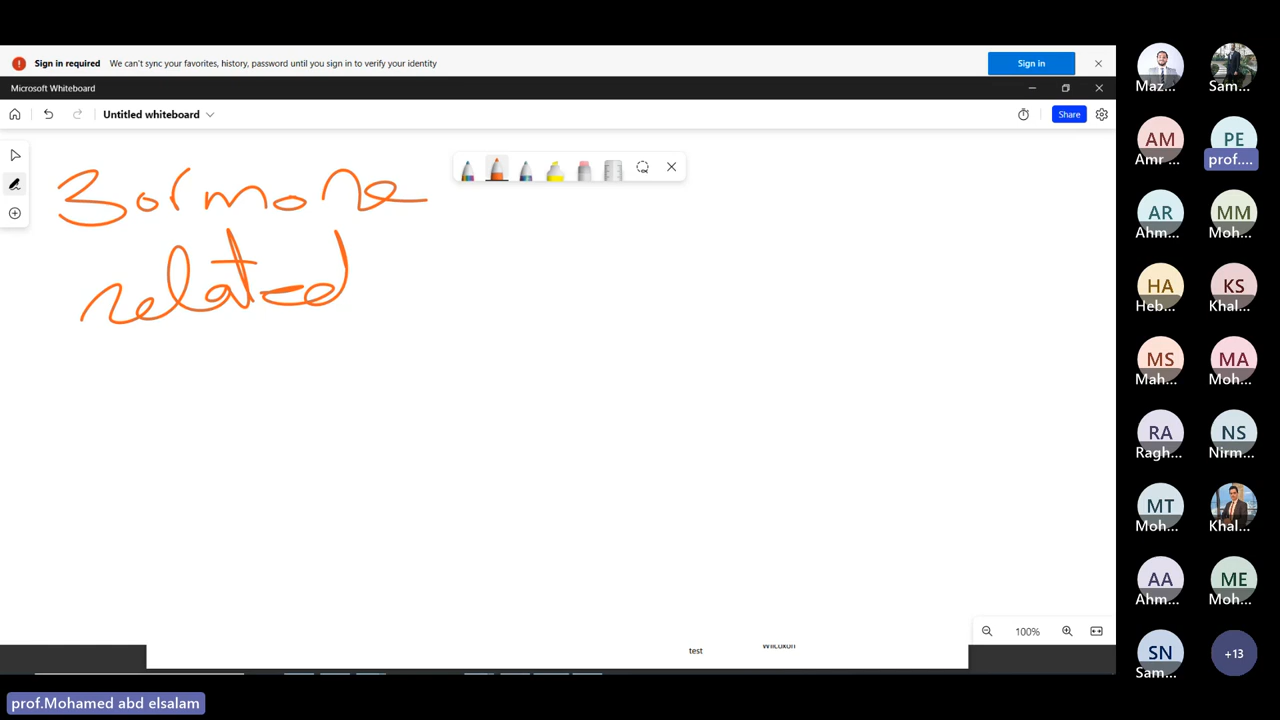 Sign in required We can't sync your favorites, history, password until you sign in to verify your identity Sign in
Microsoft Whiteboard
Untitled whiteboard Share
related
100%
test Wilcoxon
Maz... Sam...
AM PE
Amr ... prof....
AR MM
Ahm... Moh...
HA KS
Heb... Khal...
MS MA
Mah... Moh...
RA NS
Ragh... Nirm...
MT
Moh... Khal...
AA ME
Ahm... Moh...
SN +13
Sam...
prof.Mohamed abd elsalam